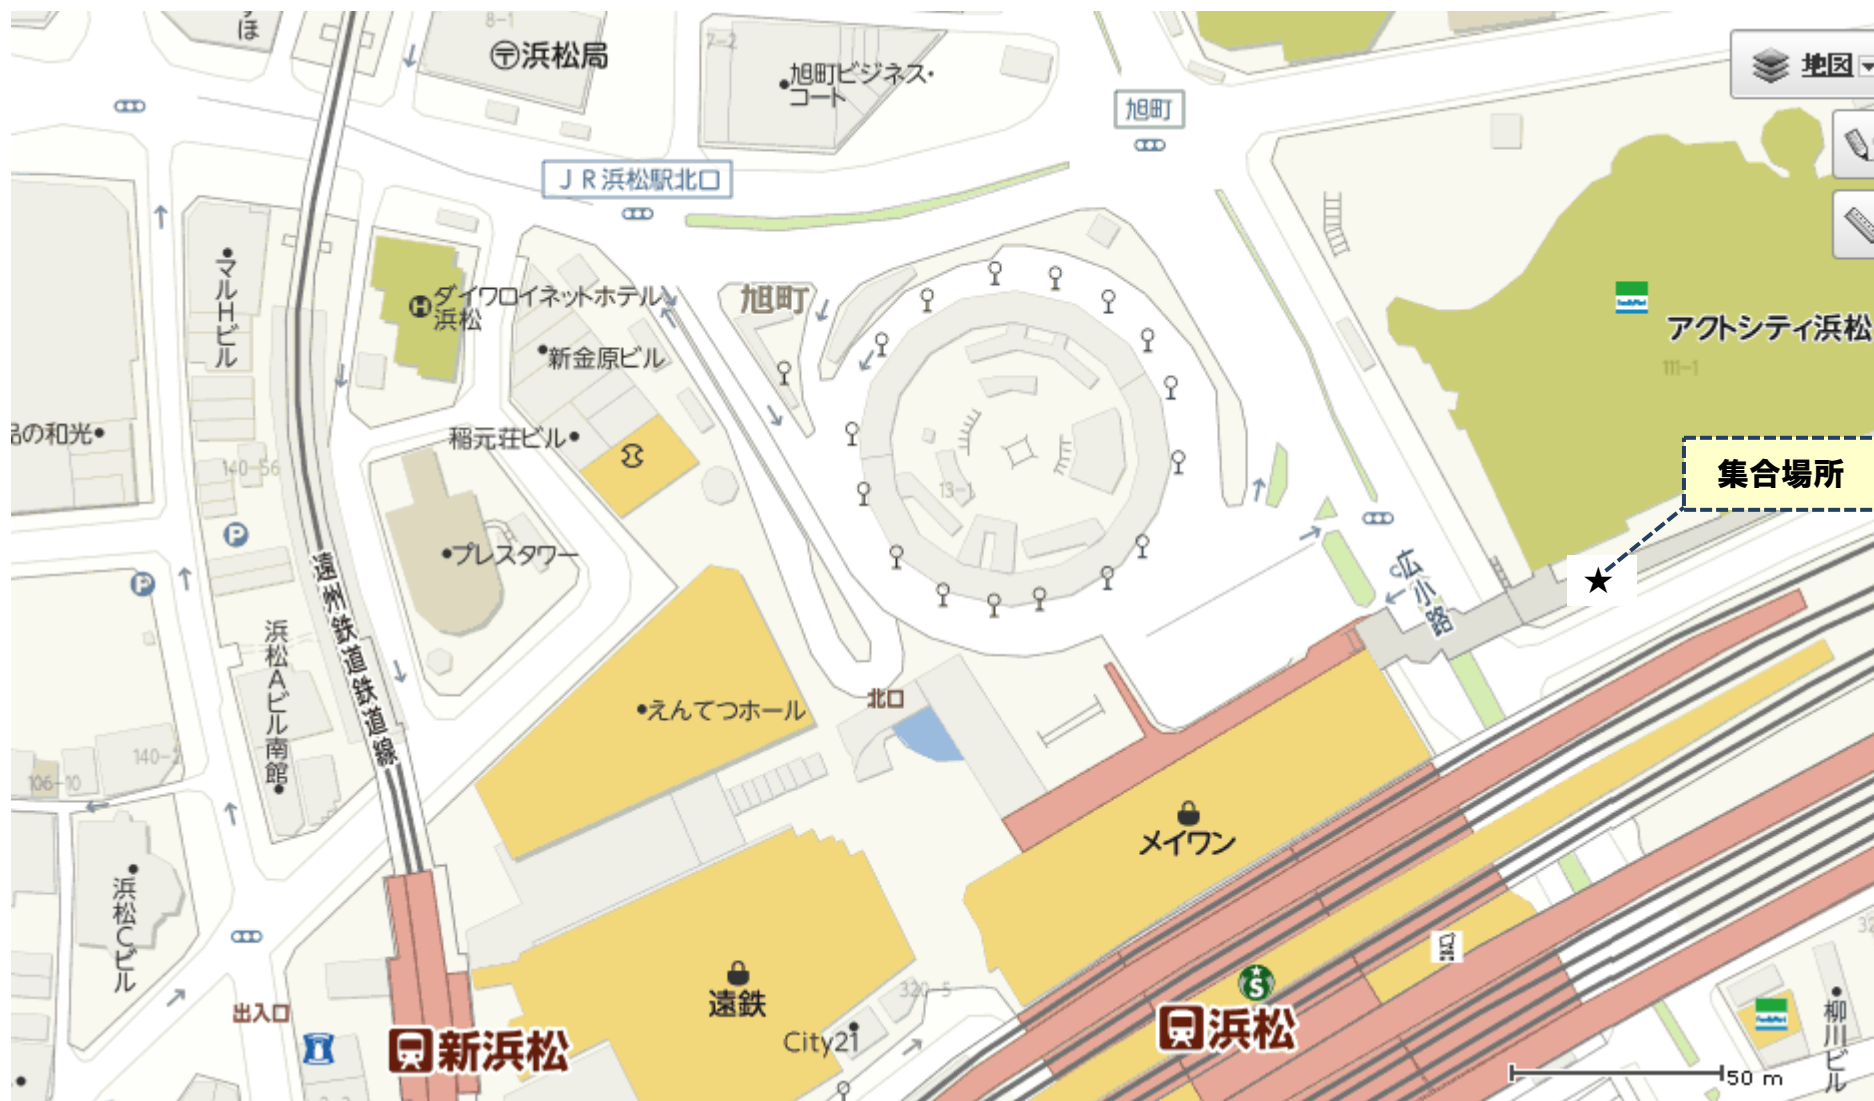 8-1
浜松局
7-2
旭町ビジネス・
コート
旭町
地図
JR浜松駅北口
マルHビル
ダイワロイネットホテル
浜松
旭町
新金原ビル
FamilyMart
アクトシティ浜松
111-1
品の和光
稲元荘ビル
140-56
集合場所
13-1
P
プレスタワー
遠州鉄道鉄道線
広小路
P
浜松Aビル南館
えんてつホール
北口
140-2
106-10
メイワン
浜松Cビル
遠鉄
320-5
出入口
新浜松
City21
浜松
FamilyMart
柳川ビル
50 m